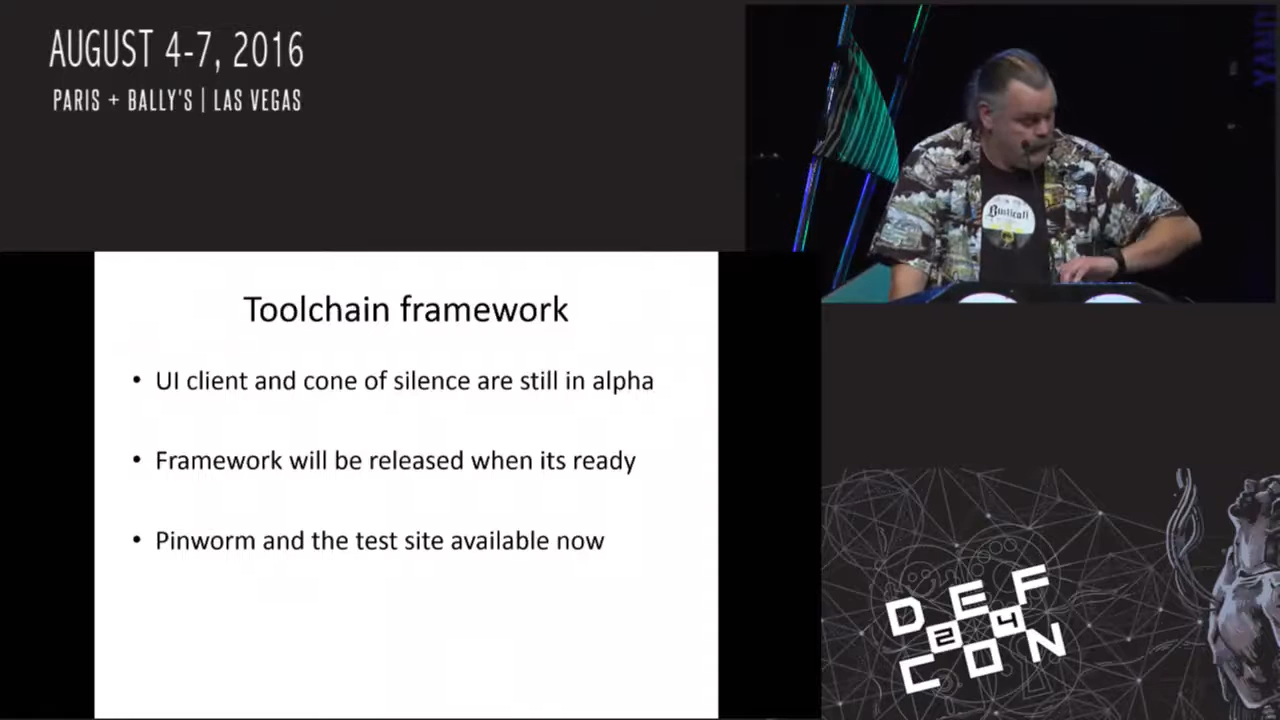 AUGUST 4-7, 2016
PARIS + BALLY'S | LAS VEGAS
Toolchain framework
• UI client and cone of silence are still in alpha
• Framework will be released when its ready
• Pinworm and the test site available now
DEF
24
CON